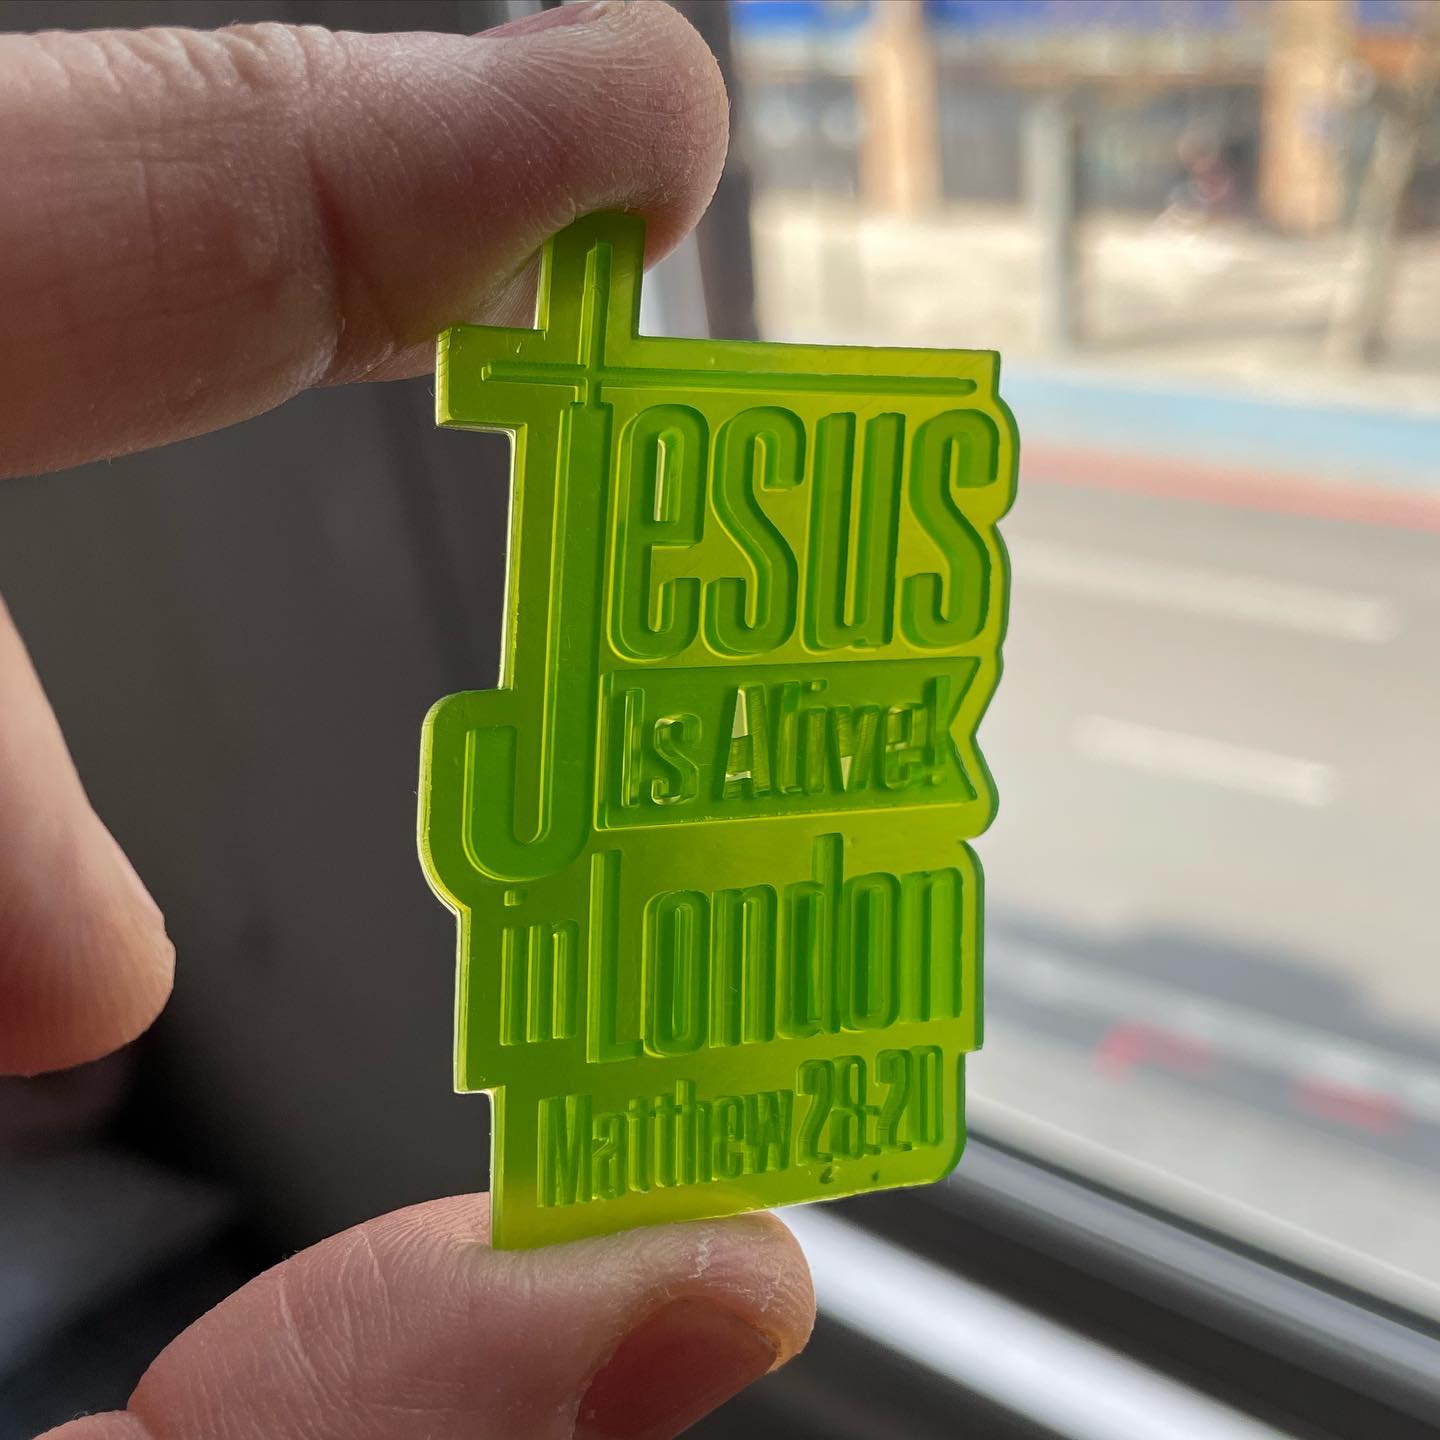 Jesus
Is Alive!
in London
Matthew 28:20